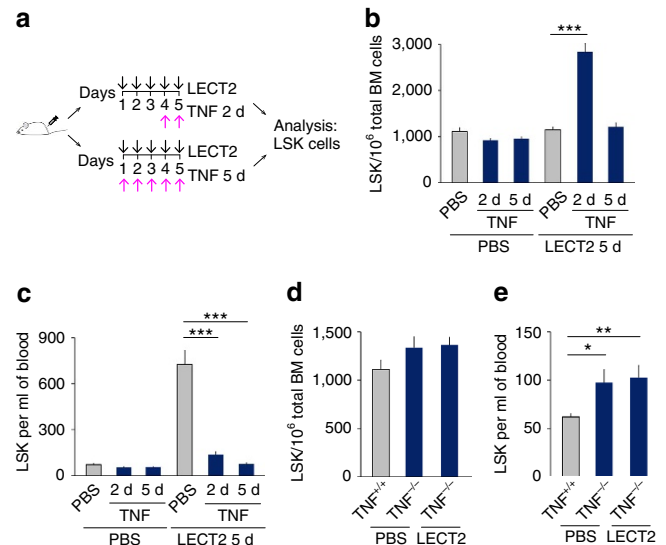 a
Days 1 2 3 4 5 LECT2
TNF 2 d
Days 1 2 3 4 5 LECT2
TNF 5 d
Analysis:
LSK cells
b
LSK/10⁶ total BM cells
3,000
2,000
1,000
0
***
PBS 2 d 5 d PBS 2 d 5 d
TNF TNF
PBS LECT2 5 d
c
LSK per ml of blood
900
600
300
0
***
***
PBS 2 d 5 d PBS 2 d 5 d
TNF TNF
PBS LECT2 5 d
d
LSK/10⁶ total BM cells
1,500
1,000
500
0
TNF⁺/⁺ TNF⁻/⁻ TNF⁻/⁻
PBS LECT2
e
LSK per ml of blood
150
100
50
0
**
*
TNF⁺/⁺ TNF⁻/⁻ TNF⁻/⁻
PBS LECT2